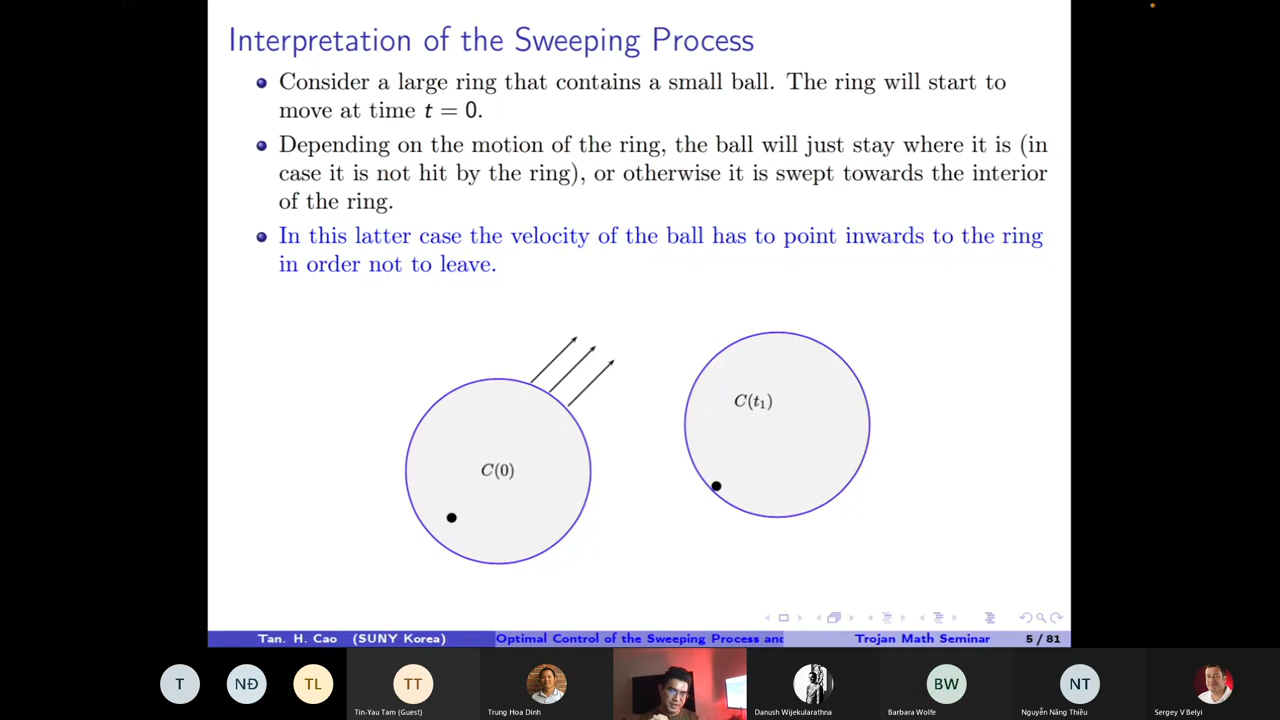 Interpretation of the Sweeping Process
Consider a large ring that contains a small ball. The ring will start to
move at time t = 0.
Depending on the motion of the ring, the ball will just stay where it is (in
case it is not hit by the ring), or otherwise it is swept towards the interior
of the ring.
In this latter case the velocity of the ball has to point inwards to the ring
in order not to leave.
C(t₁)
C(0)
Tan. H. Cao (SUNY Korea)
Optimal Control of the Sweeping Process and
Trojan Math Seminar
5 / 81
T
NĐ
TL
TT
BW
NT
Tin-Yau Tam (Guest)
Trung Hoa Dinh
Danush Wijekularathna
Barbara Wolfe
Nguyễn Năng Thiều
Sergey V Belyi